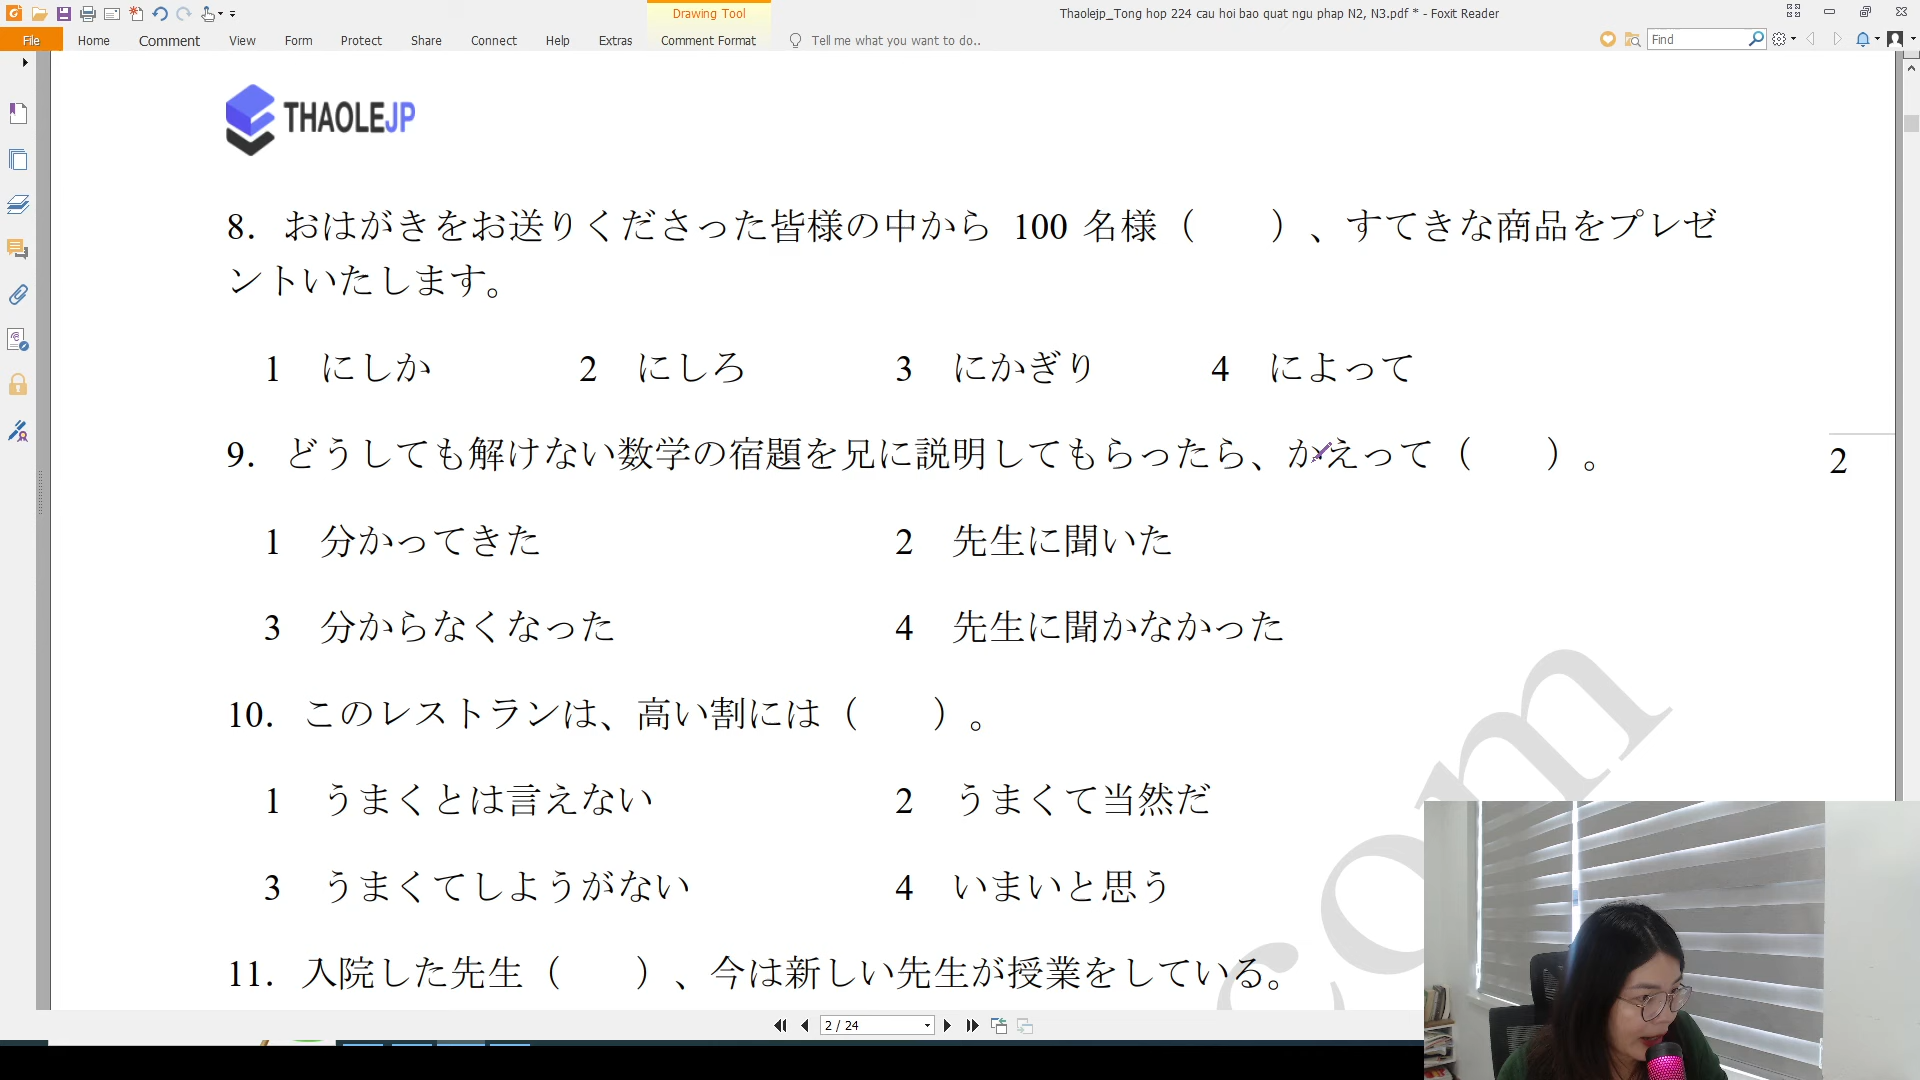 Drawing Tool
Thaolejp_Tong hop 224 cau hoi bao quat ngu phap N2, N3.pdf * - Foxit Reader
File Home Comment View Form Protect Share Connect Help Extras Comment Format Tell me what you want to do.. Find
THAOLEJP
8. おはがきをお送りくださった皆様の中から 100 名様（　　）、すてきな商品をプレゼ
ントいたします。
1 にしか 2 にしろ 3 にかぎり 4 によって
9. どうしても解けない数学の宿題を兄に説明してもらったら、かえって（　　）。
2
1 分かってきた 2 先生に聞いた
3 分からなくなった 4 先生に聞かなかった
10. このレストランは、高い割には（　　）。
1 うまくとは言えない 2 うまくて当然だ
3 うまくてしようがない 4 いまいと思う
11. 入院した先生（　　）、今は新しい先生が授業をしている。
com
2 / 24